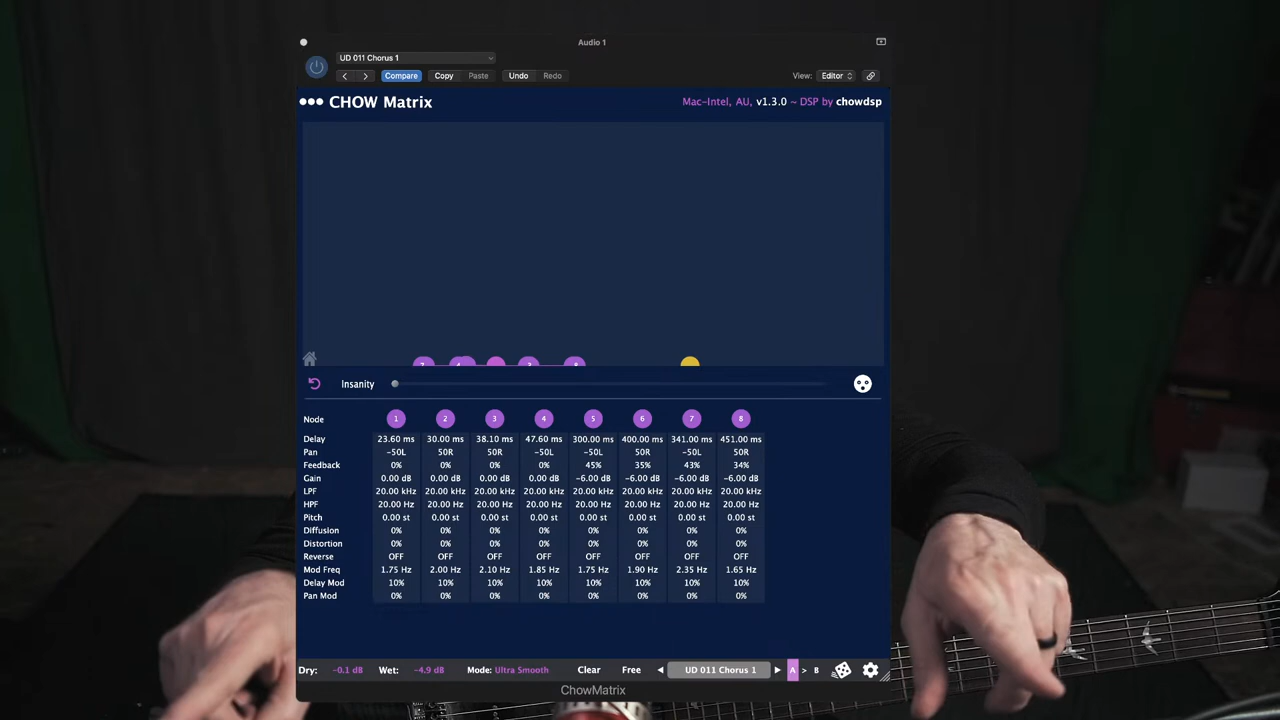 Audio 1
UD 011 Chorus 1
Compare Copy Paste Undo Redo View: Editor
CHOW Matrix Mac-Intel, AU, v1.3.0 ~ DSP by chowdsp
Insanity
Node 1 2 3 4 5 6 7 8
Delay 23.60 ms 30.00 ms 38.10 ms 47.60 ms 300.00 ms 400.00 ms 341.00 ms 451.00 ms
Pan -50L 50R 50R -50L -50L 50R -50L 50R
Feedback 0% 0% 0% 0% 45% 35% 43% 34%
Gain 0.00 dB 0.00 dB 0.00 dB 0.00 dB -6.00 dB -6.00 dB -6.00 dB -6.00 dB
LPF 20.00 kHz 20.00 kHz 20.00 kHz 20.00 kHz 20.00 kHz 20.00 kHz 20.00 kHz 20.00 kHz
HPF 20.00 Hz 20.00 Hz 20.00 Hz 20.00 Hz 20.00 Hz 20.00 Hz 20.00 Hz 20.00 Hz
Pitch 0.00 st 0.00 st 0.00 st 0.00 st 0.00 st 0.00 st 0.00 st 0.00 st
Diffusion 0% 0% 0% 0% 0% 0% 0% 0%
Distortion 0% 0% 0% 0% 0% 0% 0% 0%
Reverse OFF OFF OFF OFF OFF OFF OFF OFF
Mod Freq 1.75 Hz 2.00 Hz 2.10 Hz 1.85 Hz 1.75 Hz 1.90 Hz 2.35 Hz 1.65 Hz
Delay Mod 10% 10% 10% 10% 10% 10% 10% 10%
Pan Mod 0% 0% 0% 0% 0% 0% 0% 0%
Dry: -0.1 dB Wet: -4.9 dB Mode: Ultra Smooth Clear Free UD 011 Chorus 1 A > B
ChowMatrix